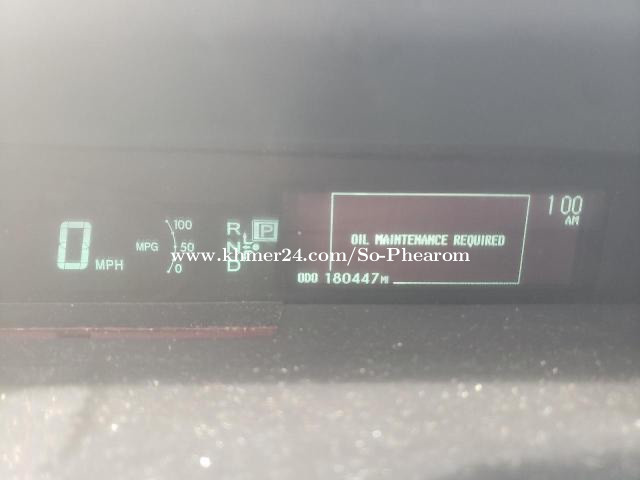 0 MPH
MPG
100
50
0
R
N
D
P
OIL MAINTENANCE REQUIRED
ODO 180447 MI
1:00
AM
www.khmer24.com/So-Phearom